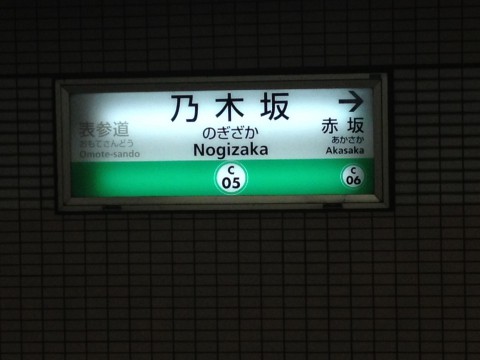 乃木坂
のぎざか
Nogizaka
C
05
表参道
おもてさんどう
Omote-sando
→
赤坂
あかさか
Akasaka
C
06